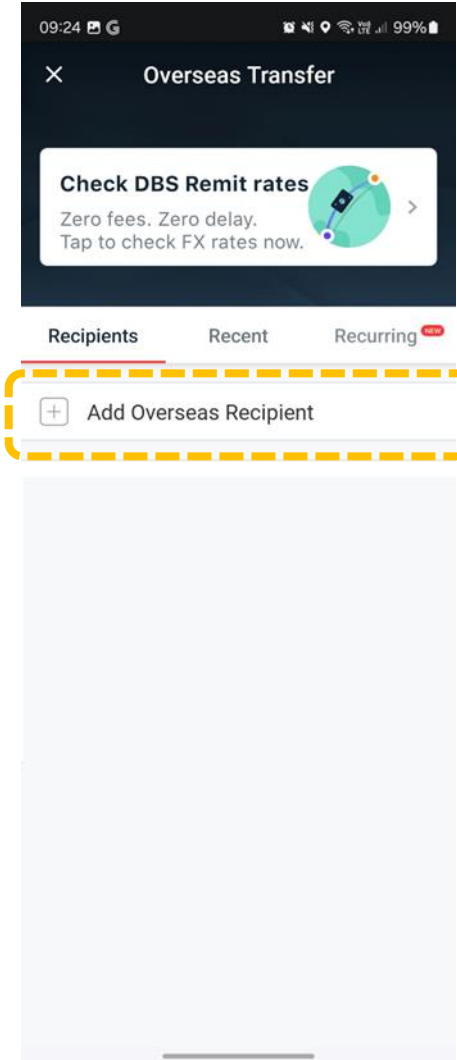 09:24 G 99%
Overseas Transfer
Check DBS Remit rates
Zero fees. Zero delay.
Tap to check FX rates now.
Recipients Recent Recurring NEW
Add Overseas Recipient